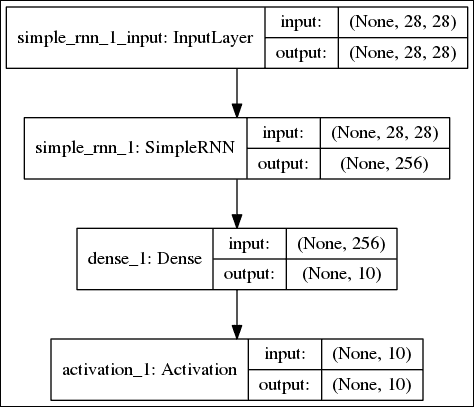 simple_rnn_1_input: InputLayer
input: (None, 28, 28)
output: (None, 28, 28)
simple_rnn_1: SimpleRNN
input: (None, 28, 28)
output: (None, 256)
dense_1: Dense
input: (None, 256)
output: (None, 10)
activation_1: Activation
input: (None, 10)
output: (None, 10)